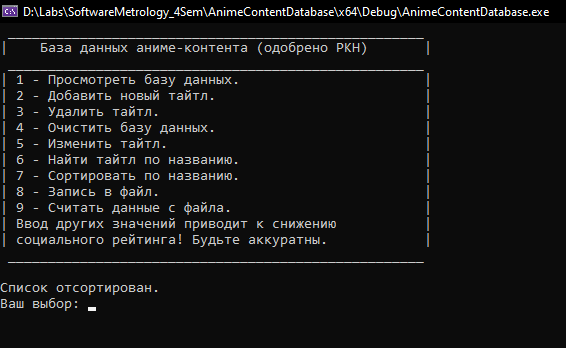 D:\Labs\SoftwareMetrology_4Sem\AnimeContentDatabase\x64\Debug\AnimeContentDatabase.exe
База данных аниме-контента (одобрено РКН)
1 - Просмотреть базу данных.
2 - Добавить новый тайтл.
3 - Удалить тайтл.
4 - Очистить базу данных.
5 - Изменить тайтл.
6 - Найти тайтл по названию.
7 - Сортировать по названию.
8 - Запись в файл.
9 - Считать данные с файла.
Ввод других значений приводит к снижению
социального рейтинга! Будьте аккуратны.
Список отсортирован.
Ваш выбор: